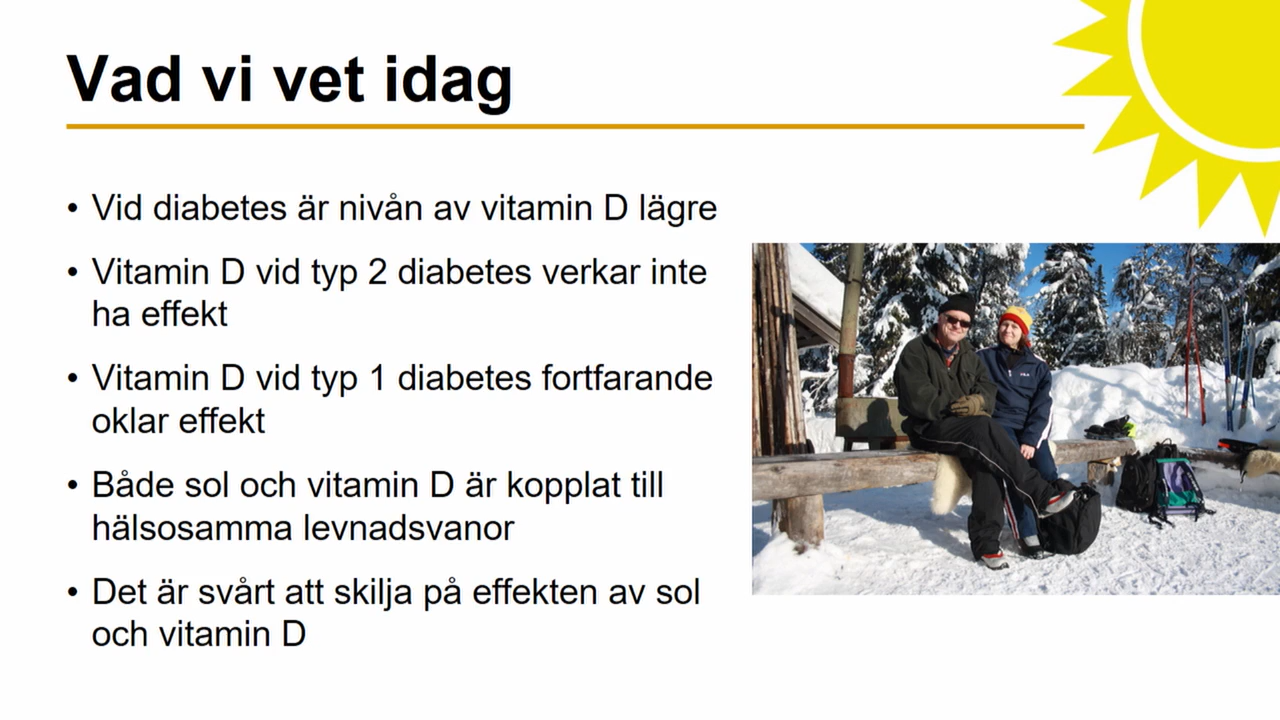 Vad vi vet idag
• Vid diabetes är nivån av vitamin D lägre
• Vitamin D vid typ 2 diabetes verkar inte
ha effekt
• Vitamin D vid typ 1 diabetes fortfarande
oklar effekt
• Både sol och vitamin D är kopplat till
hälsosamma levnadsvanor
• Det är svårt att skilja på effekten av sol
och vitamin D